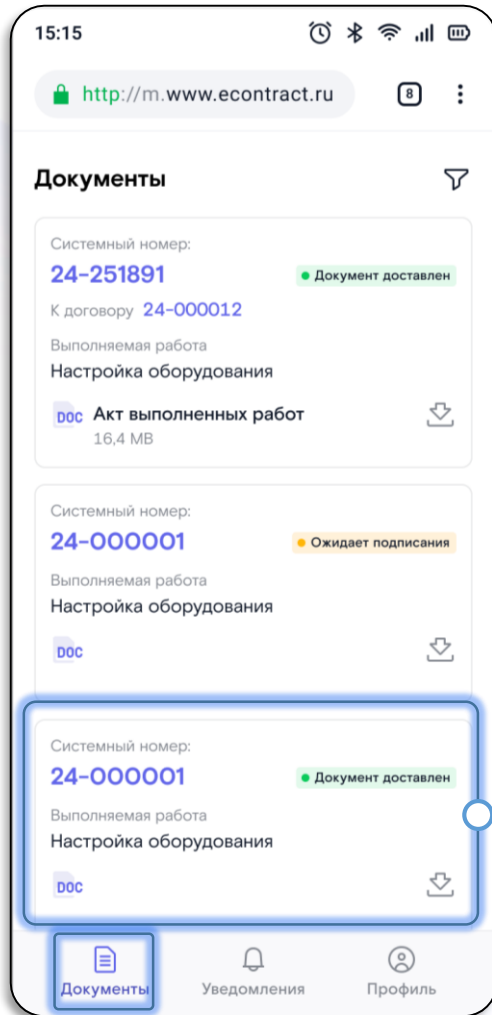 15:15
http://m.www.econtract.ru
8
Документы
Системный номер:
24-251891
Документ доставлен
К договору 24-000012
Выполняемая работа
Настройка оборудования
DOC Акт выполненных работ
16,4 MB
Системный номер:
24-000001
Ожидает подписания
Выполняемая работа
Настройка оборудования
DOC
Системный номер:
24-000001
Документ доставлен
Выполняемая работа
Настройка оборудования
DOC
Документы
Уведомления
Профиль